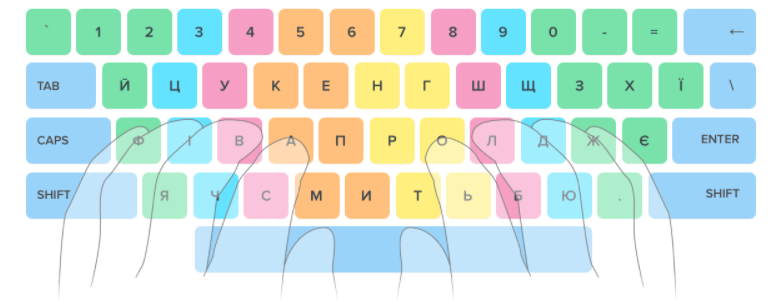 ` 1 2 3 4 5 6 7 8 9 0 - = ←
TAB Й Ц У К Е Н Г Ш Щ З Х Ї \
CAPS Ф І В А П Р О Л Д Ж Є ENTER
SHIFT Я Ч С М И Т Ь Б Ю . SHIFT